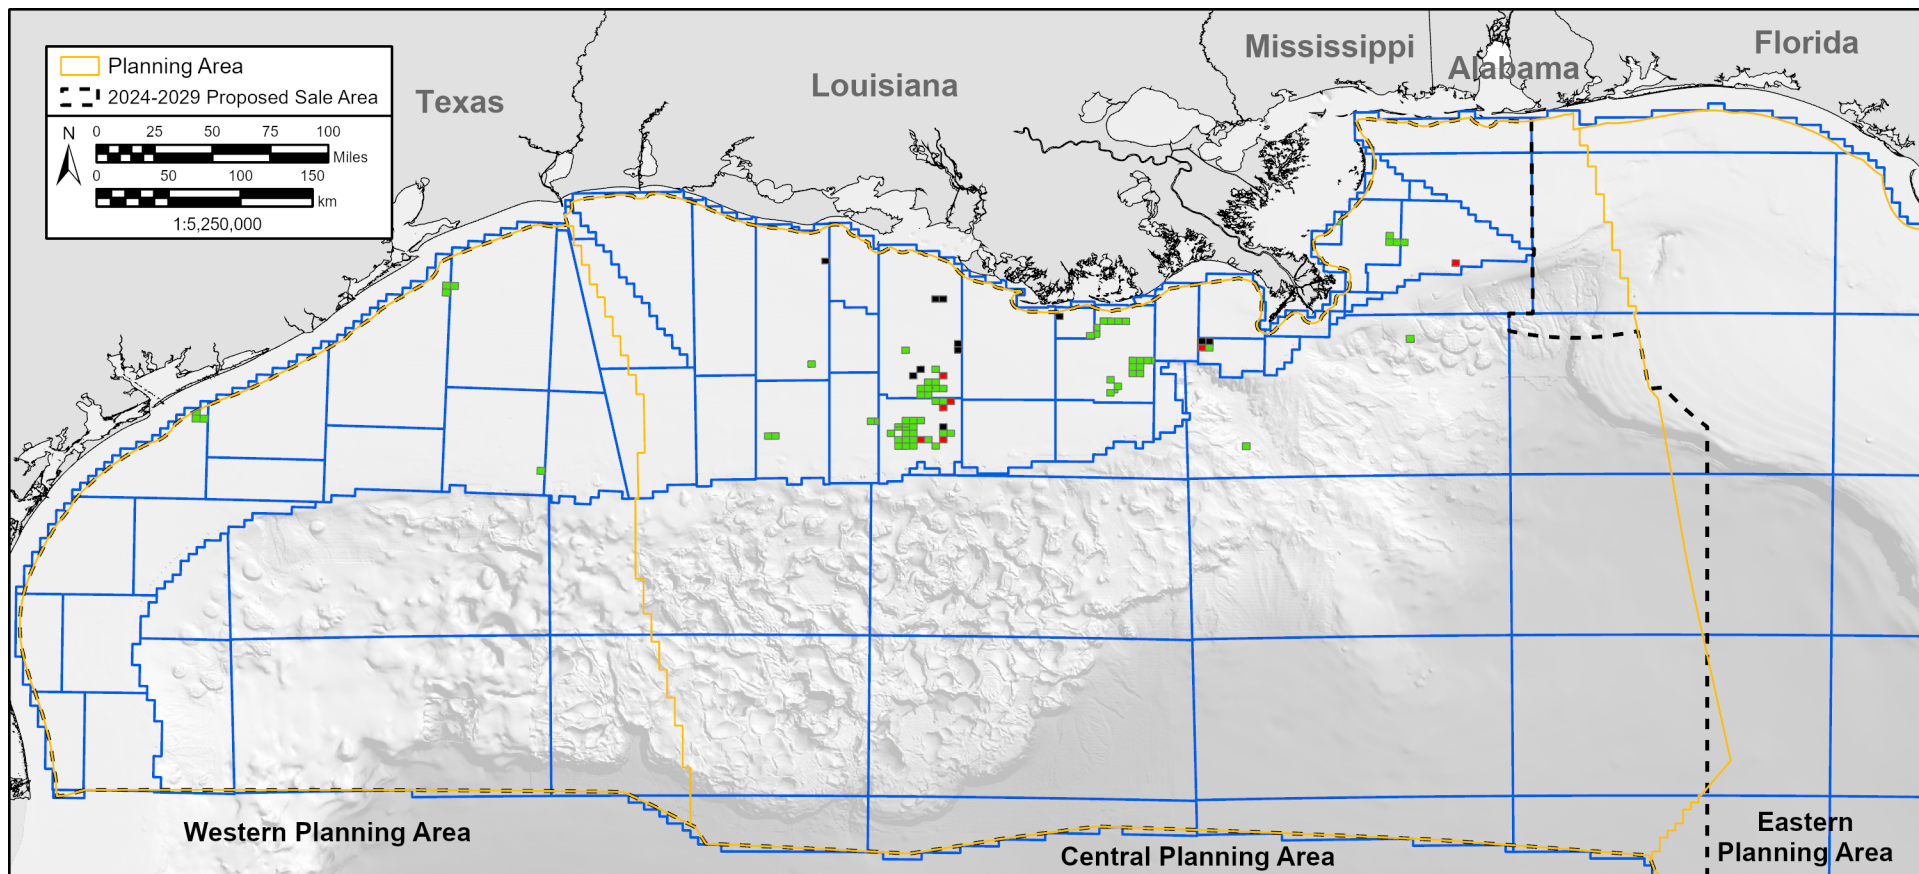 Mississippi
Florida
Alabama
Louisiana
Texas
Planning Area
2024-2029 Proposed Sale Area
N
0 25 50 75 100
Miles
0 50 100 150
km
1:5,250,000
Western Planning Area
Central Planning Area
Eastern
Planning Area